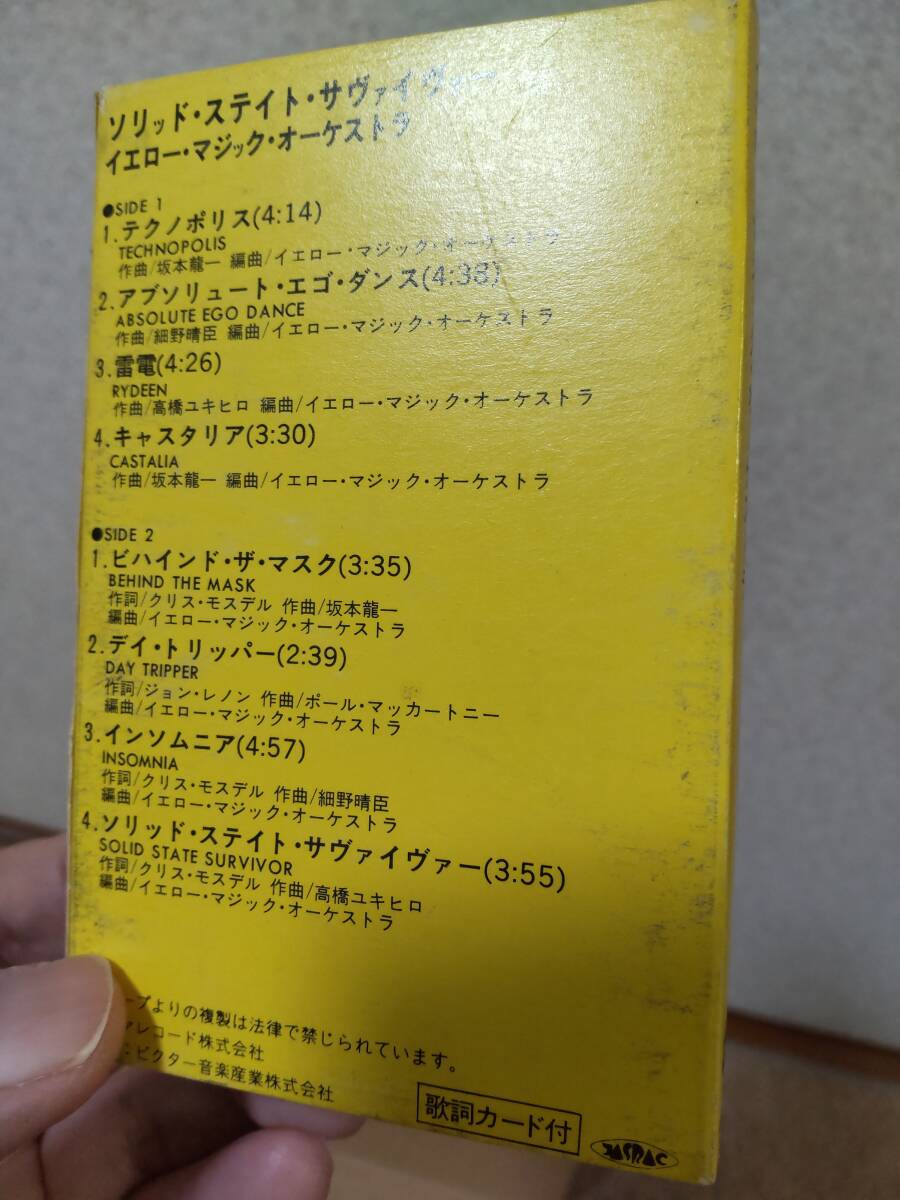 ソリッド・ステイト・サヴァイヴァー
イエロー・マジック・オーケストラ
●SIDE 1
1.テクノポリス(4:14)
TECHNOPOLIS
作曲/坂本龍一 編曲/イエロー・マジック・オーケストラ
2.アブソリュート・エゴ・ダンス(4:38)
ABSOLUTE EGO DANCE
作曲/細野晴臣 編曲/イエロー・マジック・オーケストラ
3.雷電(4:26)
RYDEEN
作曲/高橋ユキヒロ 編曲/イエロー・マジック・オーケストラ
4.キャスタリア(3:30)
CASTALIA
作曲/坂本龍一 編曲/イエロー・マジック・オーケストラ
●SIDE 2
1.ビハインド・ザ・マスク(3:35)
BEHIND THE MASK
作詞/クリス・モスデル 作曲/坂本龍一
編曲/イエロー・マジック・オーケストラ
2.デイ・トリッパー(2:39)
DAY TRIPPER
作詞/ジョン・レノン 作曲/ポール・マッカートニー
編曲/イエロー・マジック・オーケストラ
3.インソムニア(4:57)
INSOMNIA
作詞/クリス・モスデル 作曲/細野晴臣
編曲/イエロー・マジック・オーケストラ
4.ソリッド・ステイト・サヴァイヴァー(3:55)
SOLID STATE SURVIVOR
作詞/クリス・モスデル 作曲/高橋ユキヒロ
編曲/イエロー・マジック・オーケストラ
ープよりの複製は法律で禁じられています。
レコード株式会社
ビクター音楽産業株式会社
歌詞カード付
JASRAC